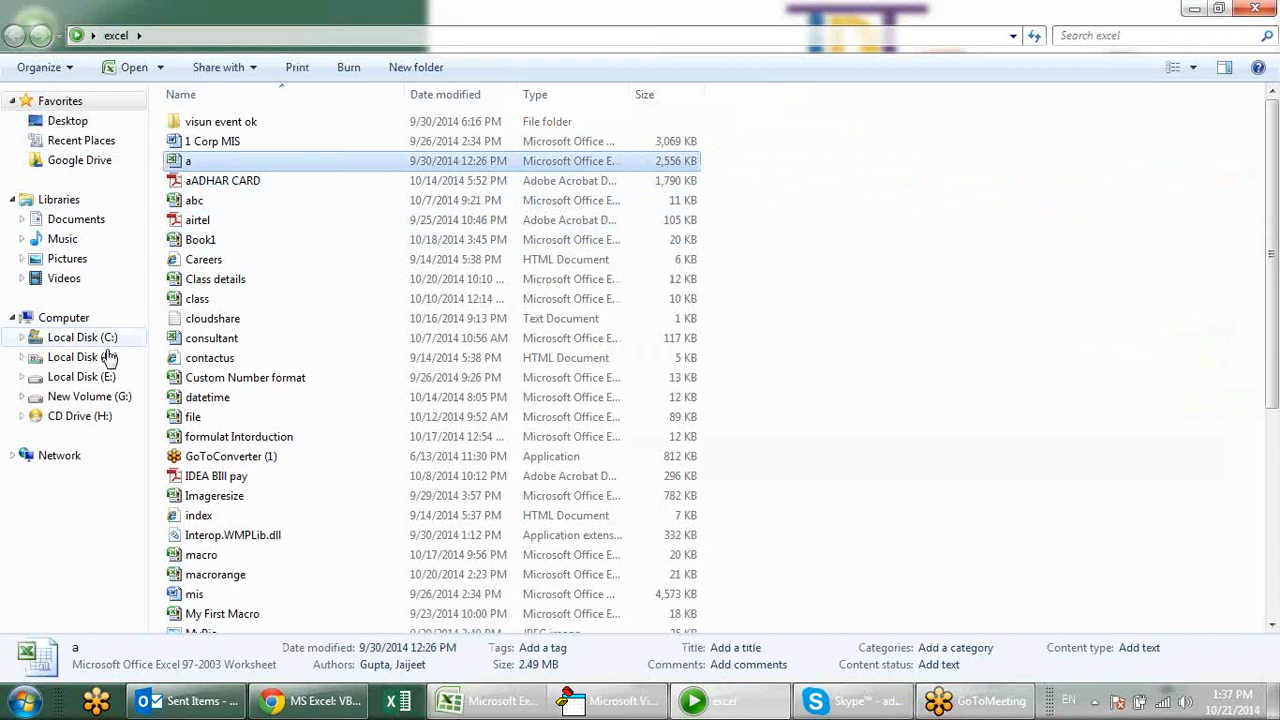 excel
Search excel
Organize Open Share with Print Burn New folder
Name Date modified Type Size
Favorites
Desktop
Recent Places
Google Drive
Libraries
Documents
Music
Pictures
Videos
Computer
Local Disk (C:)
Local Disk
Local Disk (E:)
New Volume (G:)
CD Drive (H:)
Network
visun event ok 9/30/2014 6:16 PM File folder
1 Corp MIS 9/26/2014 2:34 PM Microsoft Office ... 3,069 KB
a 9/30/2014 12:26 PM Microsoft Office E... 2,556 KB
aADHAR CARD 10/14/2014 5:52 PM Adobe Acrobat D... 1,790 KB
abc 10/7/2014 9:21 PM Microsoft Office E... 11 KB
airtel 9/25/2014 10:46 PM Adobe Acrobat D... 105 KB
Book1 10/18/2014 3:45 PM Microsoft Office E... 20 KB
Careers 9/14/2014 5:38 PM HTML Document 6 KB
Class details 10/20/2014 10:10 ... Microsoft Office E... 12 KB
class 10/10/2014 12:14 ... Microsoft Office E... 10 KB
cloudshare 10/16/2014 9:13 PM Text Document 1 KB
consultant 10/7/2014 10:56 AM Microsoft Office E... 117 KB
contactus 9/14/2014 5:38 PM HTML Document 5 KB
Custom Number format 9/26/2014 9:26 PM Microsoft Office E... 13 KB
datetime 10/14/2014 8:05 PM Microsoft Office E... 12 KB
file 10/12/2014 9:52 AM Microsoft Office E... 89 KB
formulat Intorduction 10/17/2014 12:54 ... Microsoft Office E... 12 KB
GoToConverter (1) 6/13/2014 11:30 PM Application 812 KB
IDEA BIll pay 10/8/2014 10:12 PM Adobe Acrobat D... 296 KB
Imageresize 9/29/2014 3:57 PM Microsoft Office E... 782 KB
index 9/14/2014 5:37 PM HTML Document 7 KB
Interop.WMPLib.dll 9/30/2014 1:12 PM Application extens... 332 KB
macro 10/17/2014 9:56 PM Microsoft Office E... 20 KB
macrorange 10/20/2014 2:23 PM Microsoft Office E... 21 KB
mis 9/26/2014 2:34 PM Microsoft Office ... 4,573 KB
My First Macro 9/23/2014 10:00 PM Microsoft Office E... 18 KB
a Date modified: 9/30/2014 12:26 PM Tags: Add a tag Title: Add a title Categories: Add a category Content type: Add text
Microsoft Office Excel 97-2003 Worksheet Authors: Gupta, Jaijeet Size: 2.49 MB Comments: Add comments Content status: Add text
Sent Items - ... MS Excel: VB... Microsoft Ex... Microsoft Vi... excel Skype™ - ad... GoToMeeting EN 1:37 PM
10/21/2014